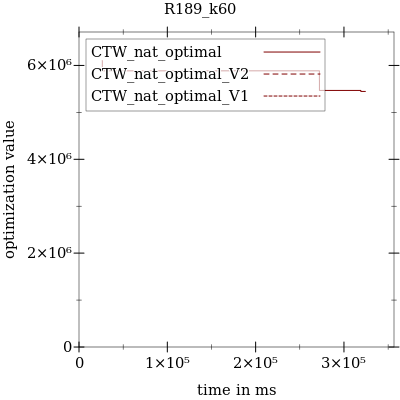 R189_k60
CTW_nat_optimal
CTW_nat_optimal_V2
CTW_nat_optimal_V1
6×10⁶
4×10⁶
2×10⁶
0
optimization value
0
1×10⁵
2×10⁵
3×10⁵
time in ms